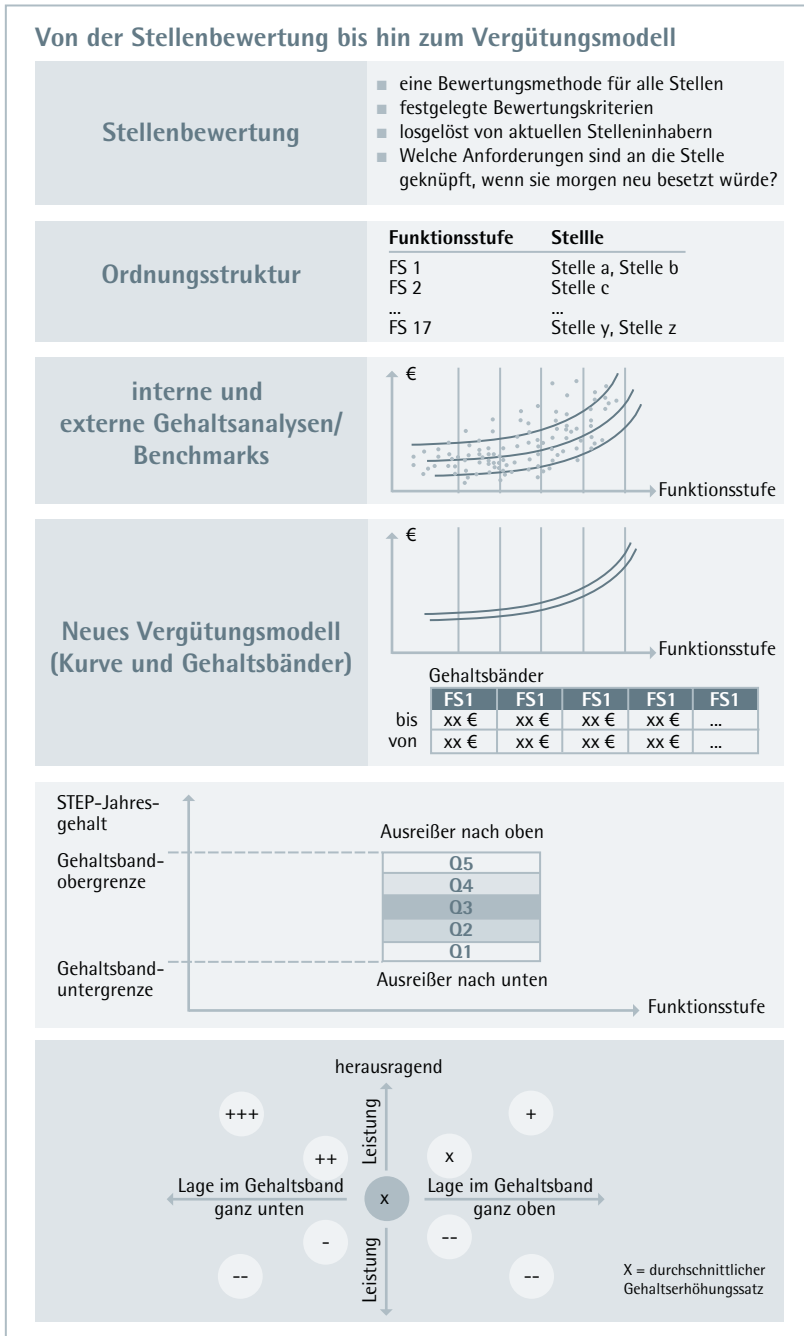 Von der Stellenbewertung bis hin zum Vergütungsmodell
Stellenbewertung
■ eine Bewertungsmethode für alle Stellen
■ festgelegte Bewertungskriterien
■ losgelöst von aktuellen Stelleninhabern
■ Welche Anforderungen sind an die Stelle
geknüpft, wenn sie morgen neu besetzt würde?
Ordnungsstruktur
Funktionsstufe Stellle
FS 1 Stelle a, Stelle b
FS 2 Stelle c
... ...
FS 17 Stelle y, Stelle z
interne und
externe Gehaltsanalysen/
Benchmarks
€
Funktionsstufe
Neues Vergütungsmodell
(Kurve und Gehaltsbänder)
€
Funktionsstufe
Gehaltsbänder
FS1 FS1 FS1 FS1 FS1
bis xx € xx € xx € xx € ...
von xx € xx € xx € xx € ...
STEP-Jahres-
gehalt
Ausreißer nach oben
Gehaltsband-
obergrenze
Q5
Q4
Q3
Q2
Q1
Gehaltsband-
untergrenze
Ausreißer nach unten
Funktionsstufe
herausragend
+++ Leistung +
++ x
Lage im Gehaltsband
ganz unten
x
Lage im Gehaltsband
ganz oben
- --
-- Leistung --
X = durchschnittlicher
Gehaltserhöhungssatz